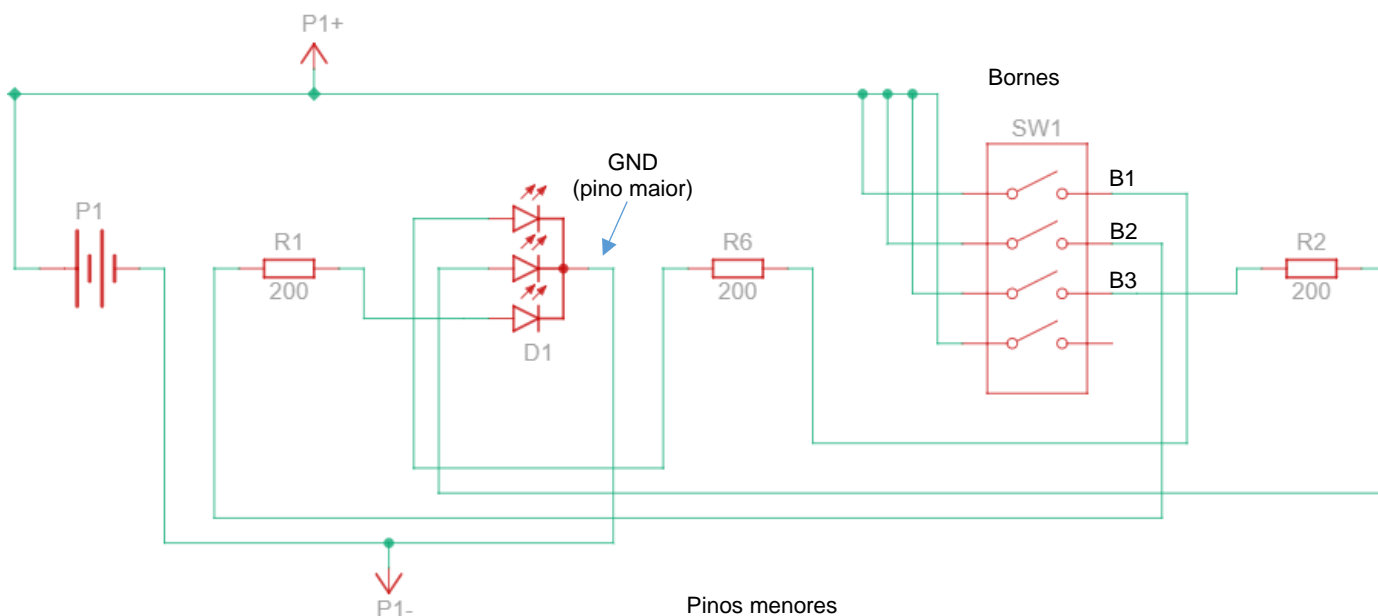 P1+
Bornes
SW1
GND
(pino maior)
B1
P1
B2
R1
R6
R2
B3
200
200
200
D1
P1-
Pinos menores